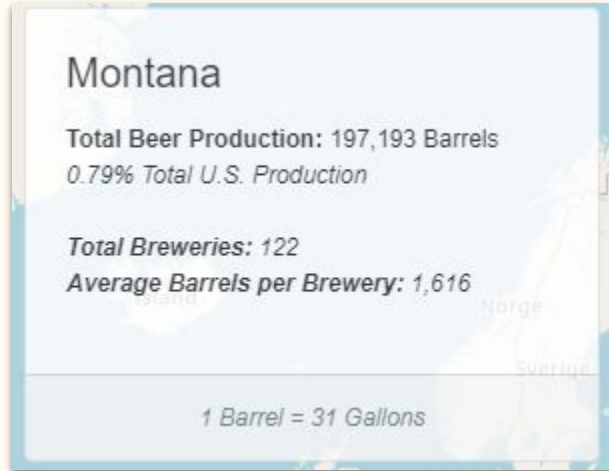 Montana
Total Beer Production: 197,193 Barrels
0.79% Total U.S. Production
Total Breweries: 122
Average Barrels per Brewery: 1,616
Island
Norge
Sverige
1 Barrel = 31 Gallons